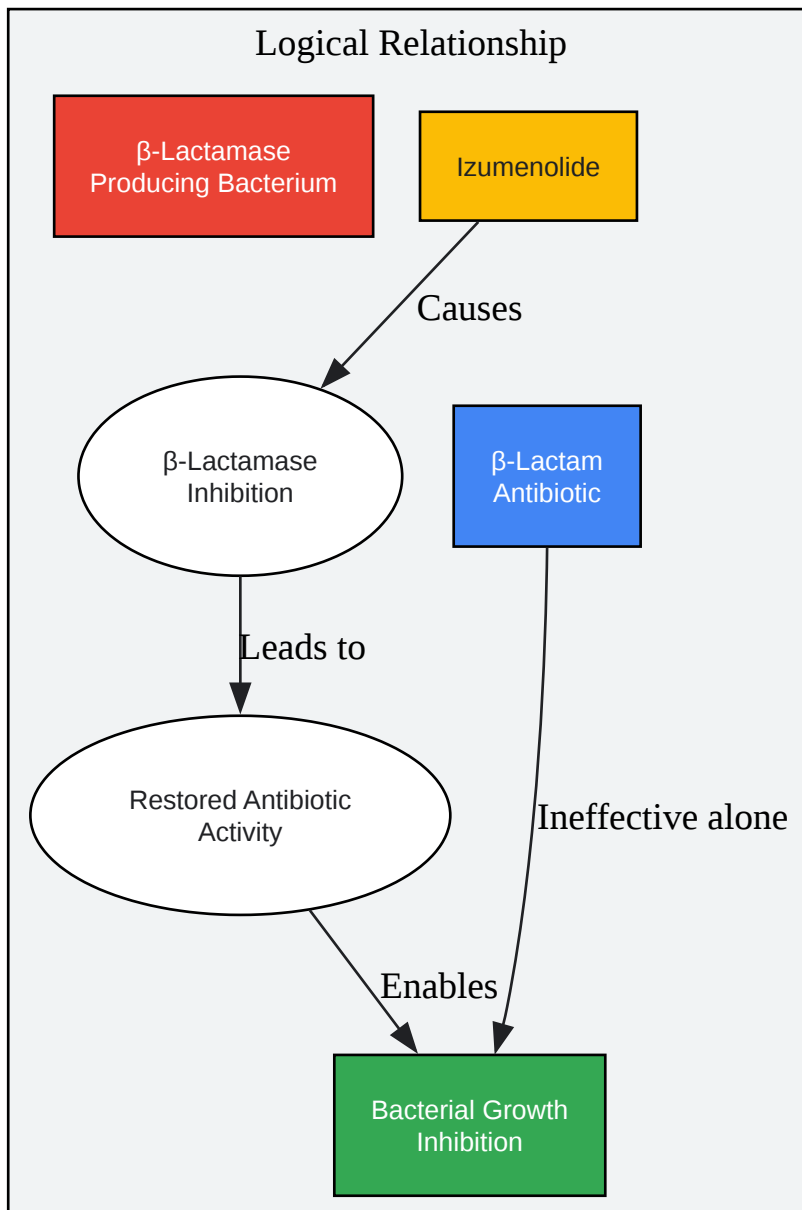 Logical Relationship
β-Lactamase
Producing Bacterium
Izumenolide
Causes
β-Lactamase
Inhibition
β-Lactam
Antibiotic
Leads to
Restored Antibiotic
Activity
Ineffective alone
Enables
Bacterial Growth
Inhibition